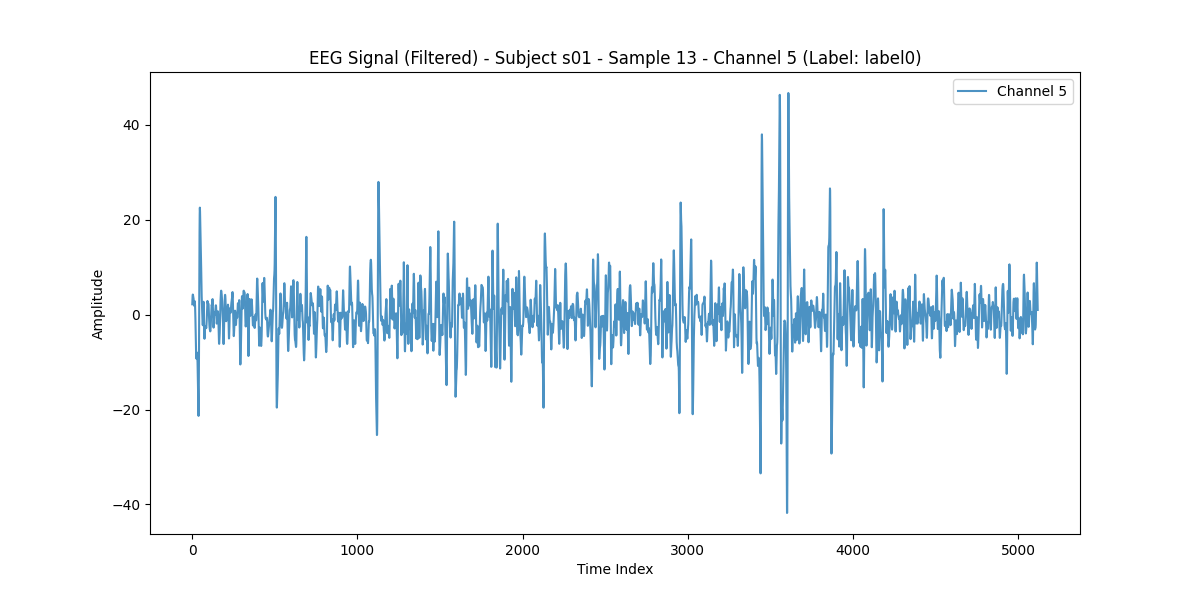 EEG Signal (Filtered) - Subject s01 - Sample 13 - Channel 5 (Label: label0)
Channel 5
40
20
0
−20
−40
Amplitude
0 1000 2000 3000 4000 5000
Time Index